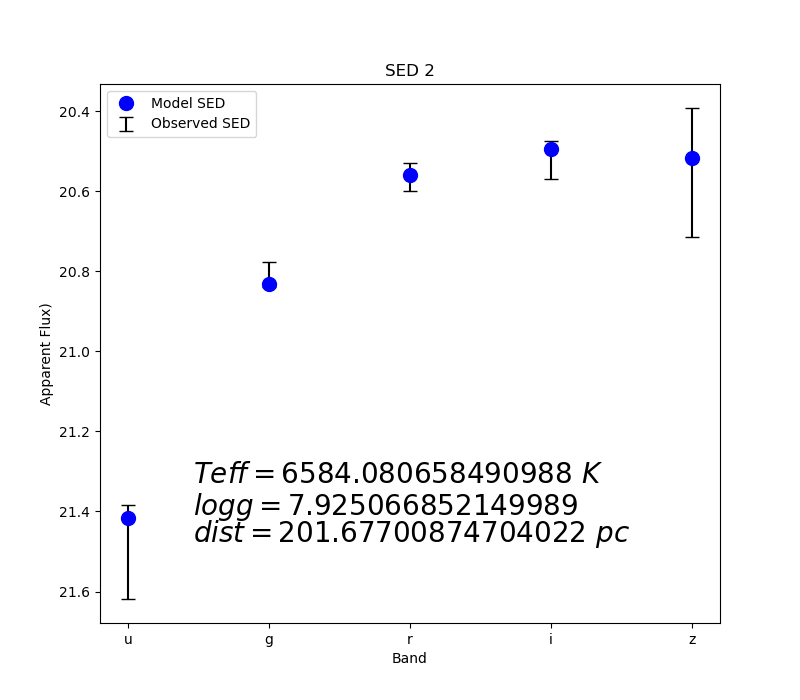 SED 2
Model SED
Observed SED
20.4
20.6
20.8
21.0
21.2
21.4
21.6
Apparent Flux)
Teff = 6584.080658490988 K
logg = 7.925066852149989
dist = 201.67700874704022 pc
u g r i z
Band